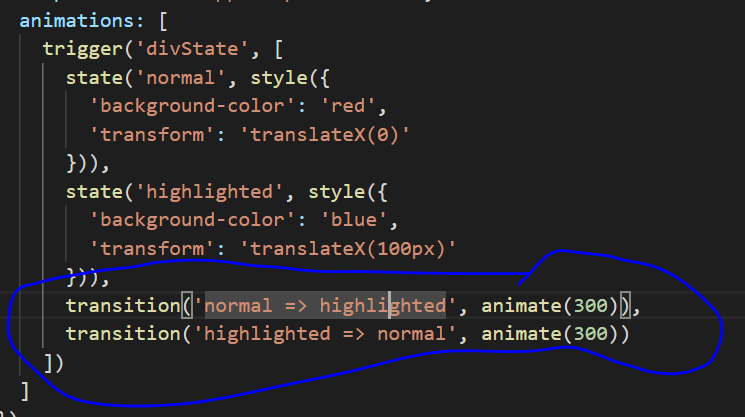 animations: [
trigger('divState', [
state('normal', style({
'background-color': 'red',
'transform': 'translateX(0)'
})),
state('highlighted', style({
'background-color': 'blue',
'transform': 'translateX(100px)'
})),
transition('normal => highlighted', animate(300)),
transition('highlighted => normal', animate(300))
])
]